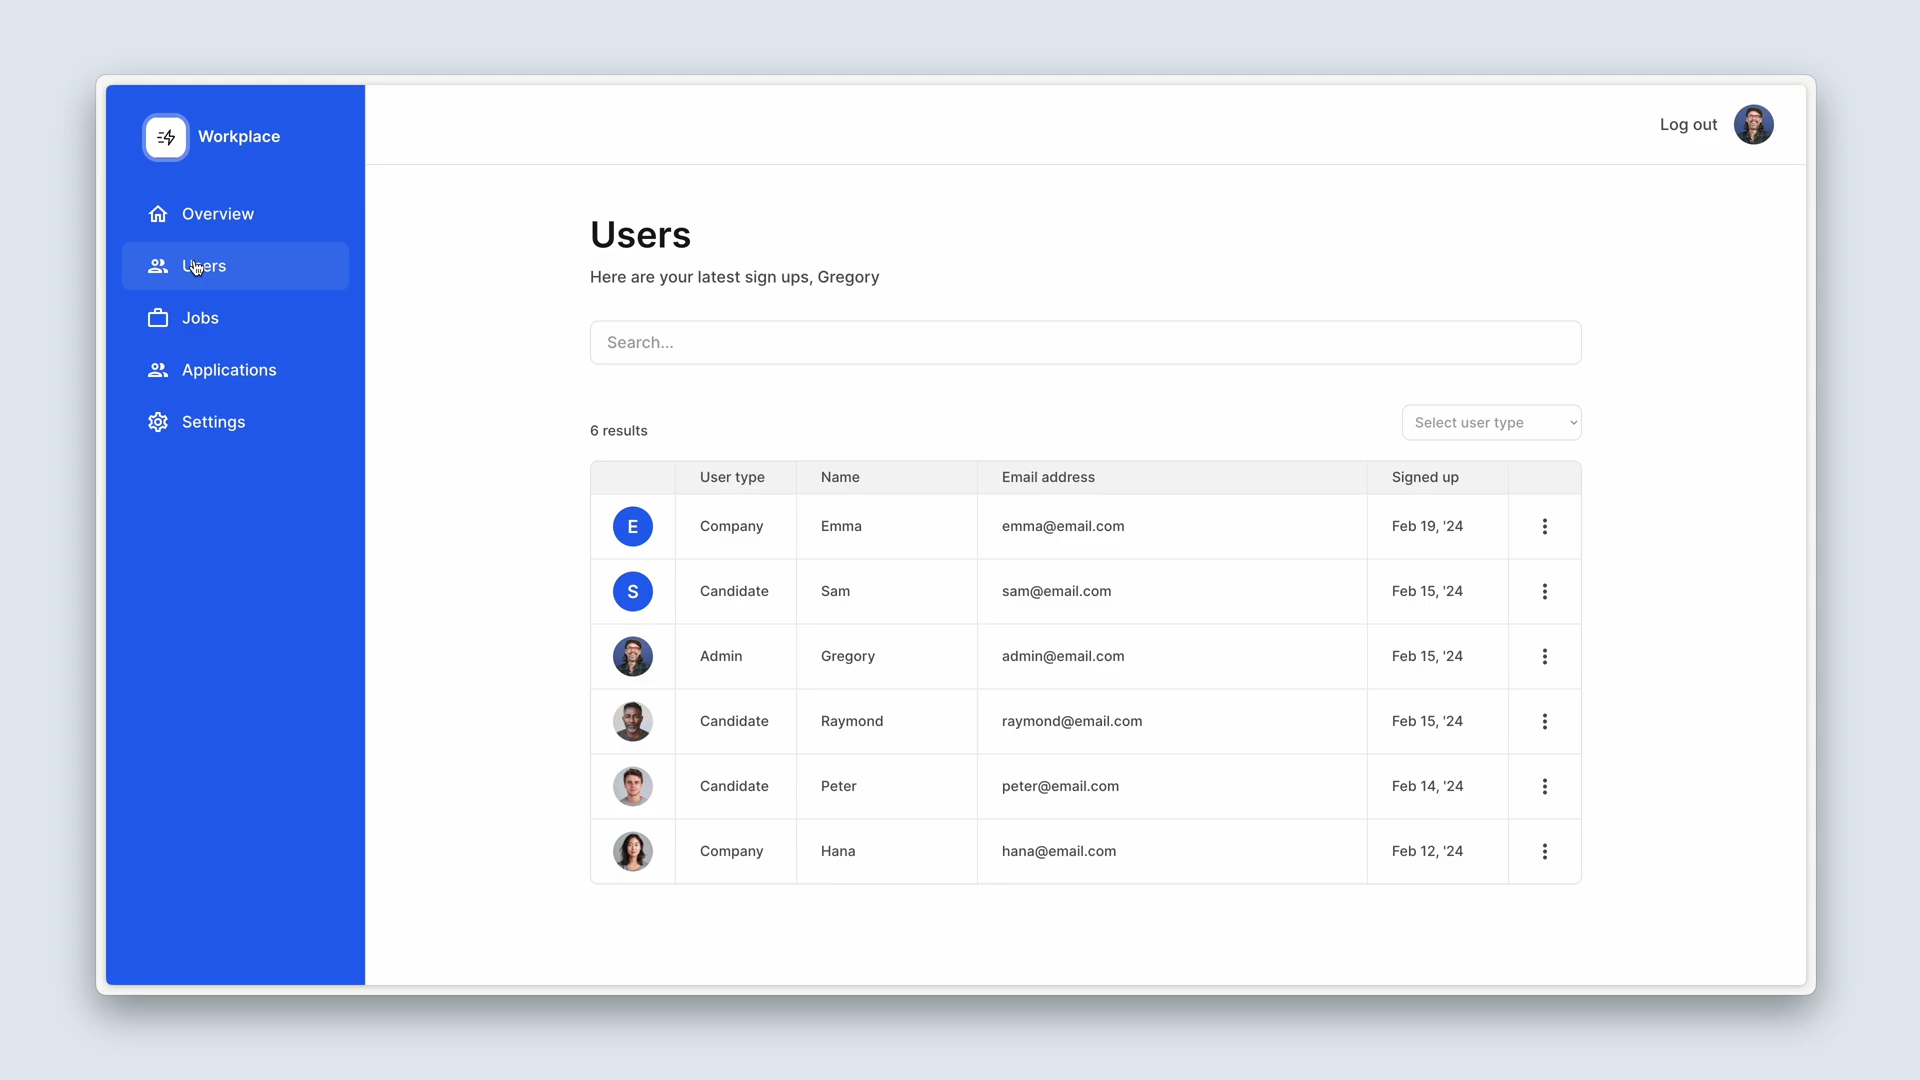 Workplace
Log out
Overview
Users
Jobs
Applications
Settings
Users
Here are your latest sign ups, Gregory
Search...
6 results
Select user type
User type Name Email address Signed up
E Company Emma emma@email.com Feb 19, '24
S Candidate Sam sam@email.com Feb 15, '24
Admin Gregory admin@email.com Feb 15, '24
Candidate Raymond raymond@email.com Feb 15, '24
Candidate Peter peter@email.com Feb 14, '24
Company Hana hana@email.com Feb 12, '24